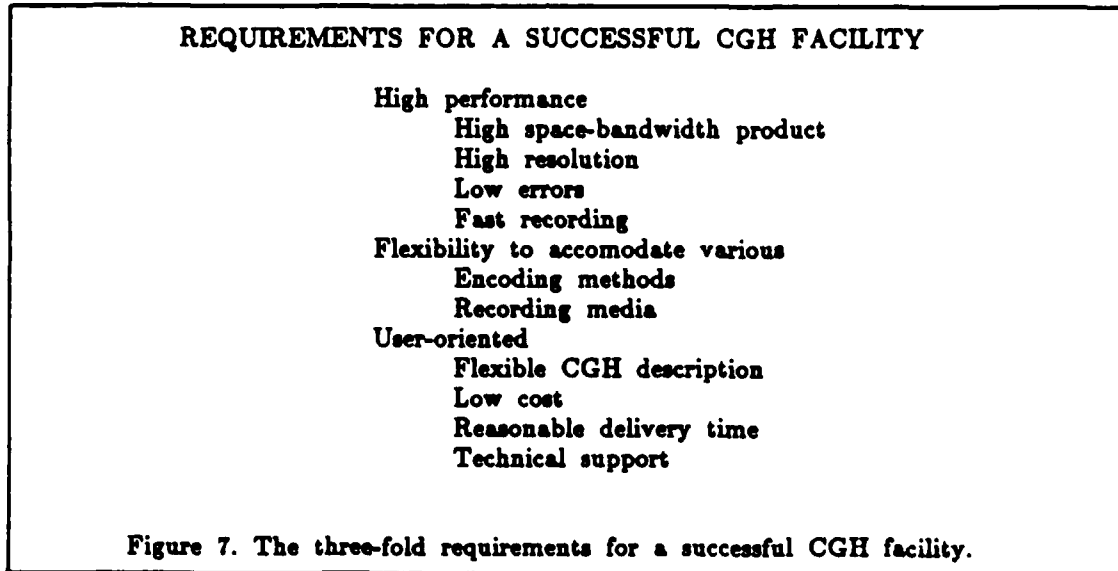 REQUIREMENTS FOR A SUCCESSFUL CGH FACILITY
High performance
High space-bandwidth product
High resolution
Low errors
Fast recording
Flexibility to accomodate various
Encoding methods
Recording media
User-oriented
Flexible CGH description
Low cost
Reasonable delivery time
Technical support
Figure 7. The three-fold requirements for a successful CGH facility.